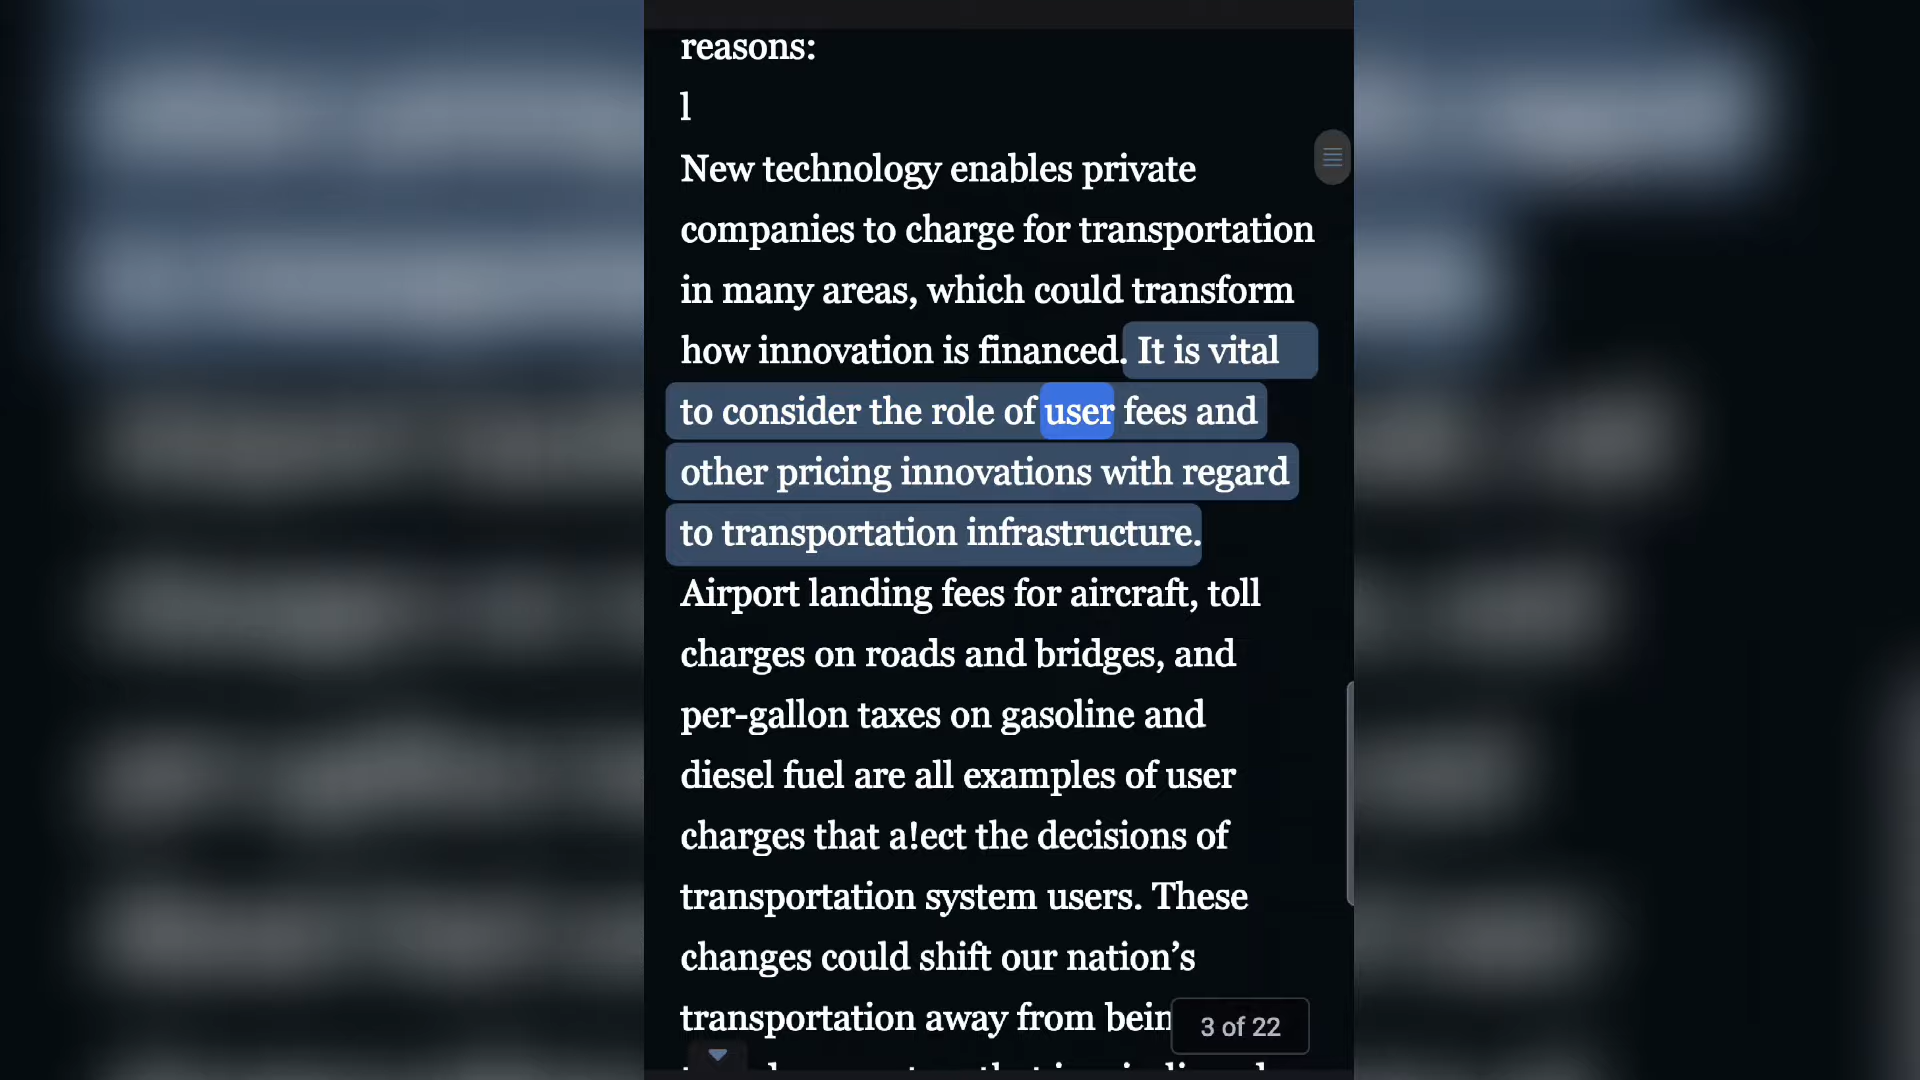 reasons:
l
New technology enables private
companies to charge for transportation
in many areas, which could transform
how innovation is financed. It is vital
to consider the role of user fees and
other pricing innovations with regard
to transportation infrastructure.
Airport landing fees for aircraft, toll
charges on roads and bridges, and
per-gallon taxes on gasoline and
diesel fuel are all examples of user
charges that a!ect the decisions of
transportation system users. These
changes could shift our nation’s
transportation away from bein
3 of 22